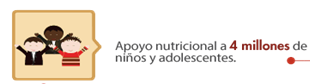 Apoyo nutricional a 4 millones de
niños y adolescentes.